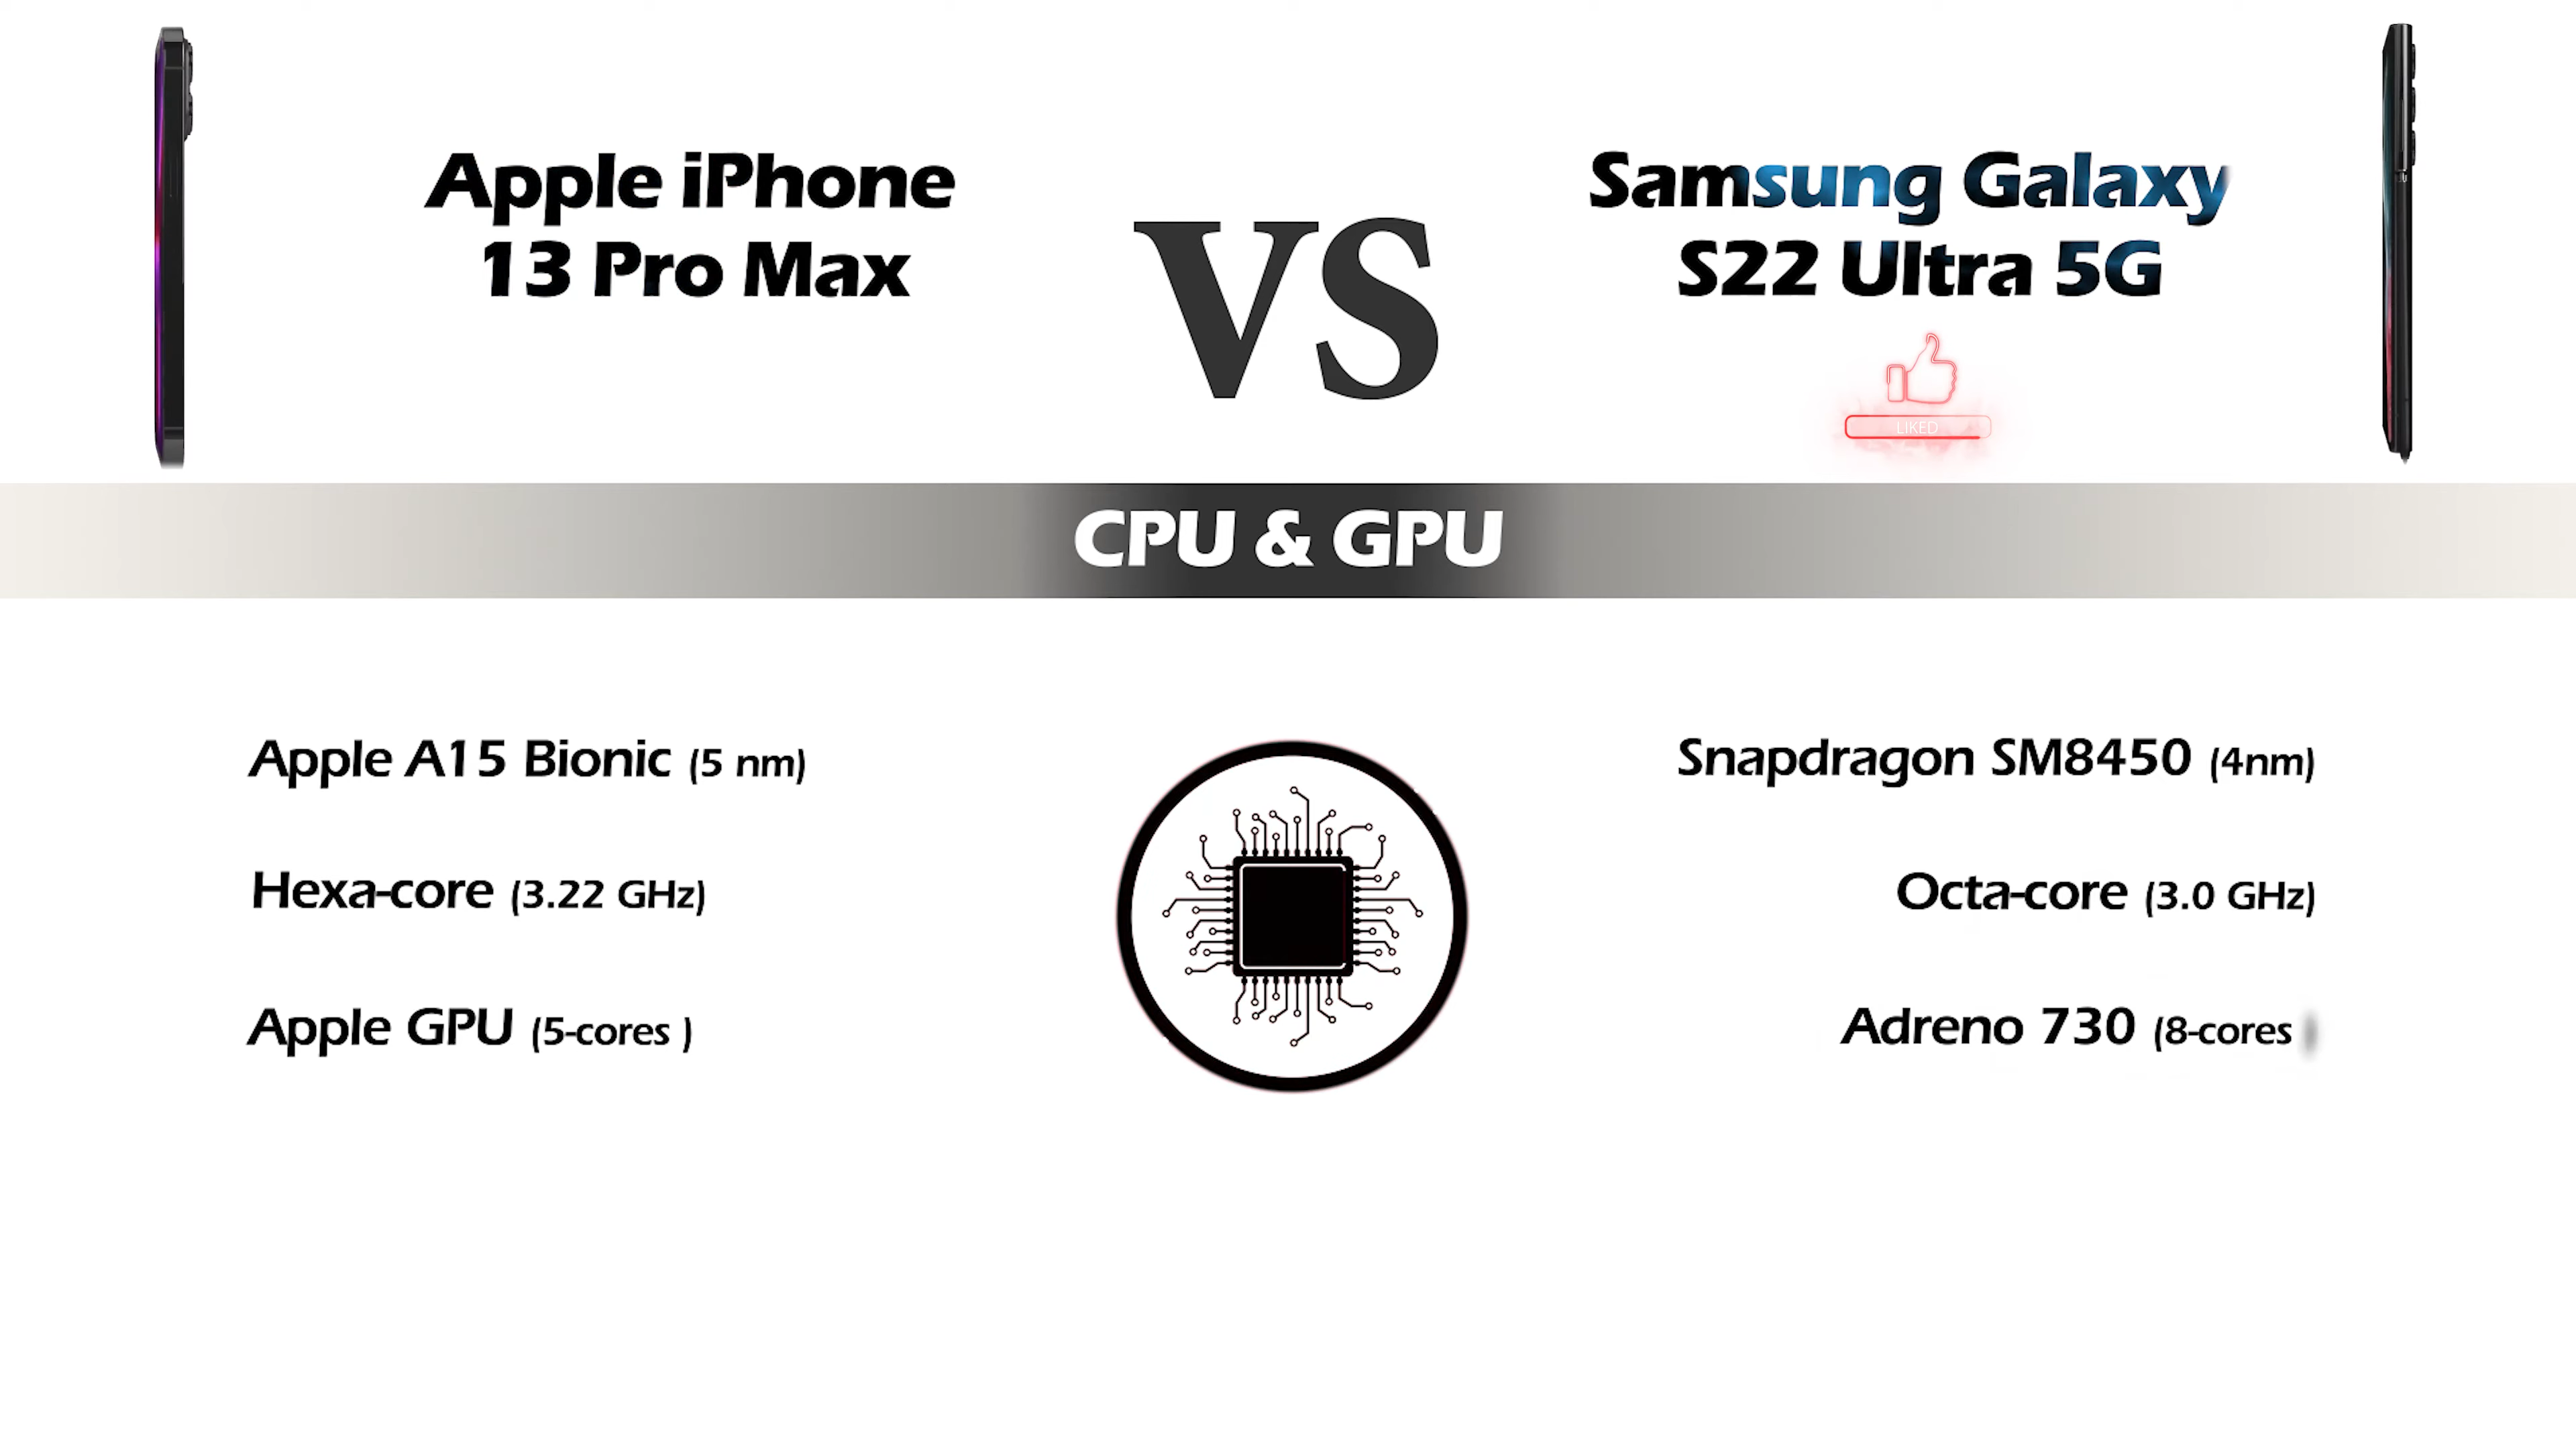 Apple iPhone
13 Pro Max
VS
Samsung Galaxy
S22 Ultra 5G
LIKED
CPU & GPU
Apple A15 Bionic (5 nm)
Snapdragon SM8450 (4nm)
Hexa-core (3.22 GHz)
Octa-core (3.0 GHz)
Apple GPU (5-cores )
Adreno 730 (8-cores